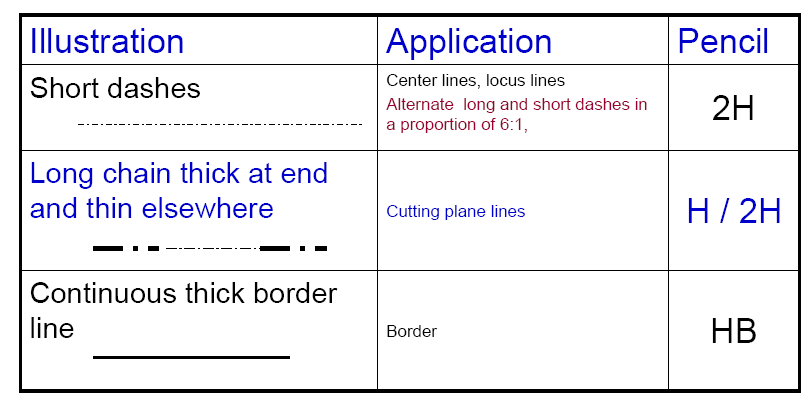 Illustration
Application
Pencil
Short dashes
Center lines, locus lines
Alternate long and short dashes in
a proportion of 6:1,
2H
Long chain thick at end
and thin elsewhere
Cutting plane lines
H / 2H
Continuous thick border
line
Border
HB